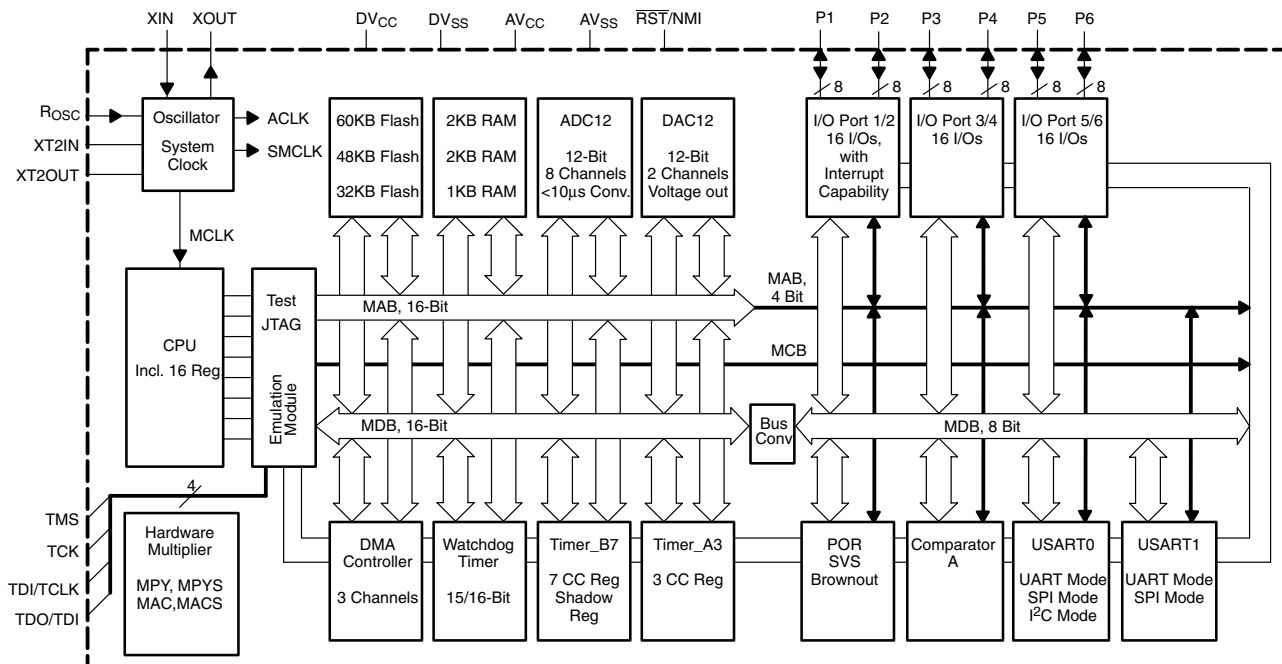 XIN
XOUT
DVCC
DVSS
AVCC
AVSS
RST/NMI
P1
P2
P3
P4
P5
P6
8
8
8
8
8
8
ROSC
XT2IN
XT2OUT
Oscillator
System
Clock
ACLK
SMCLK
MCLK
60KB Flash
48KB Flash
32KB Flash
2KB RAM
2KB RAM
1KB RAM
ADC12
12-Bit
8 Channels
<10µs Conv.
DAC12
12-Bit
2 Channels
Voltage out
I/O Port 1/2
16 I/Os,
with
Interrupt
Capability
I/O Port 3/4
16 I/Os
I/O Port 5/6
16 I/Os
CPU
Incl. 16 Reg.
Test
JTAG
Emulation
Module
MAB, 16-Bit
MAB,
4 Bit
MCB
MDB, 16-Bit
Bus
Conv
MDB, 8 Bit
4
TMS
TCK
TDI/TCLK
TDO/TDI
Hardware
Multiplier
MPY, MPYS
MAC,MACS
DMA
Controller
3 Channels
Watchdog
Timer
15/16-Bit
Timer_B7
7 CC Reg
Shadow
Reg
Timer_A3
3 CC Reg
POR
SVS
Brownout
Comparator
A
USART0
UART Mode
SPI Mode
I²C Mode
USART1
UART Mode
SPI Mode